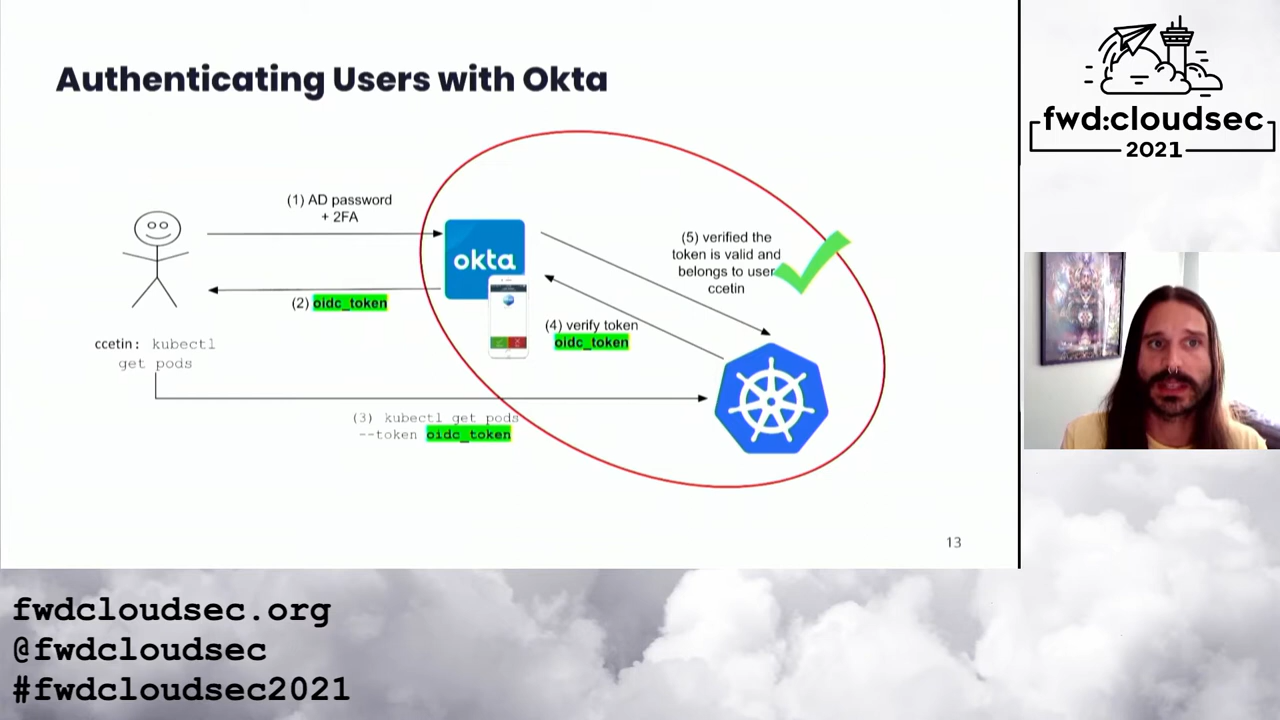 Authenticating Users with Okta
(1) AD password
+ 2FA
okta
(2) oidc_token
ccetin: kubectl
get pods
(3) kubectl get pods
--token oidc_token
(4) verify token
oidc_token
(5) verified the
token is valid and
belongs to user
ccetin
13
fwd:cloudsec
2021
fwdcloudsec.org
@fwdcloudsec
#fwdcloudsec2021